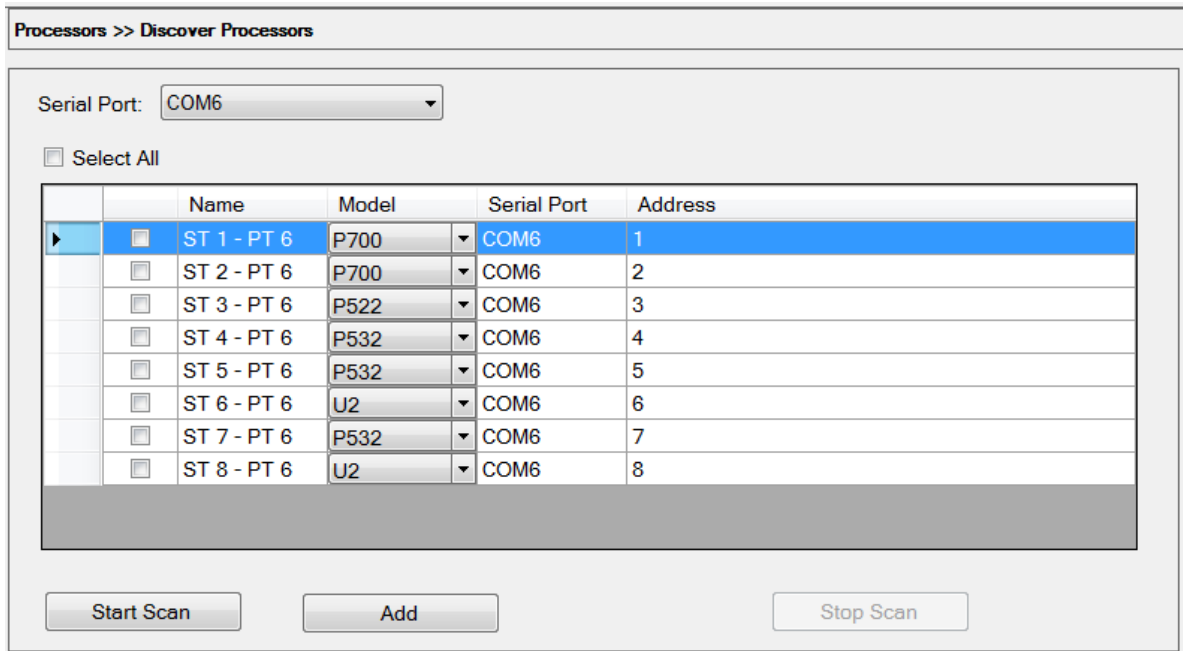 Processors >> Discover Processors
Serial Port: COM6
Select All
Name Model Serial Port Address
ST 1 - PT 6 P700 COM6 1
ST 2 - PT 6 P700 COM6 2
ST 3 - PT 6 P522 COM6 3
ST 4 - PT 6 P532 COM6 4
ST 5 - PT 6 P532 COM6 5
ST 6 - PT 6 U2 COM6 6
ST 7 - PT 6 P532 COM6 7
ST 8 - PT 6 U2 COM6 8
Start Scan Add Stop Scan